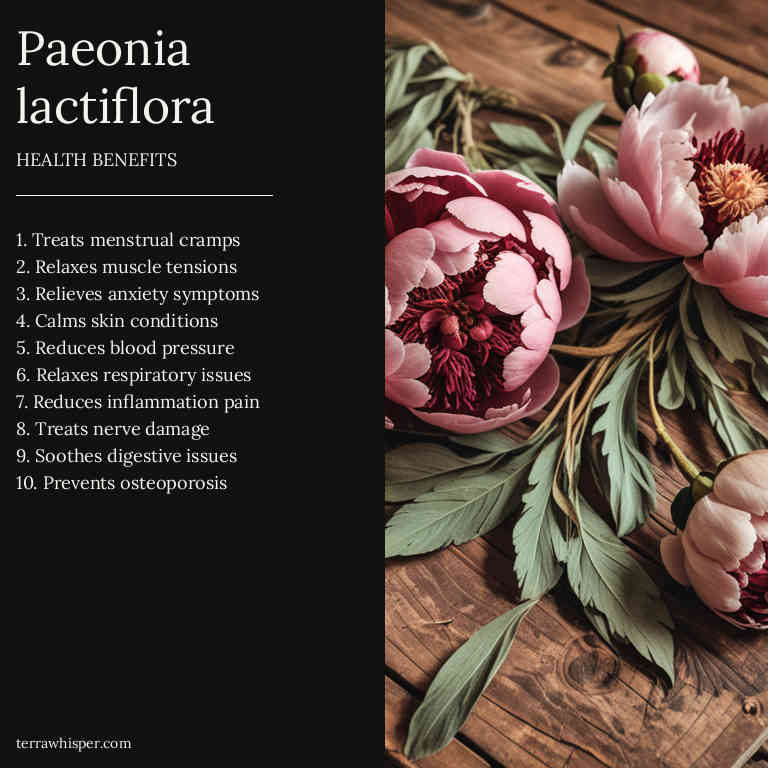 Paeonia
lactiflora
HEALTH BENEFITS
1. Treats menstrual cramps
2. Relaxes muscle tensions
3. Relieves anxiety symptoms
4. Calms skin conditions
5. Reduces blood pressure
6. Relaxes respiratory issues
7. Reduces inflammation pain
8. Treats nerve damage
9. Soothes digestive issues
10. Prevents osteoporosis
terrawhisper.com